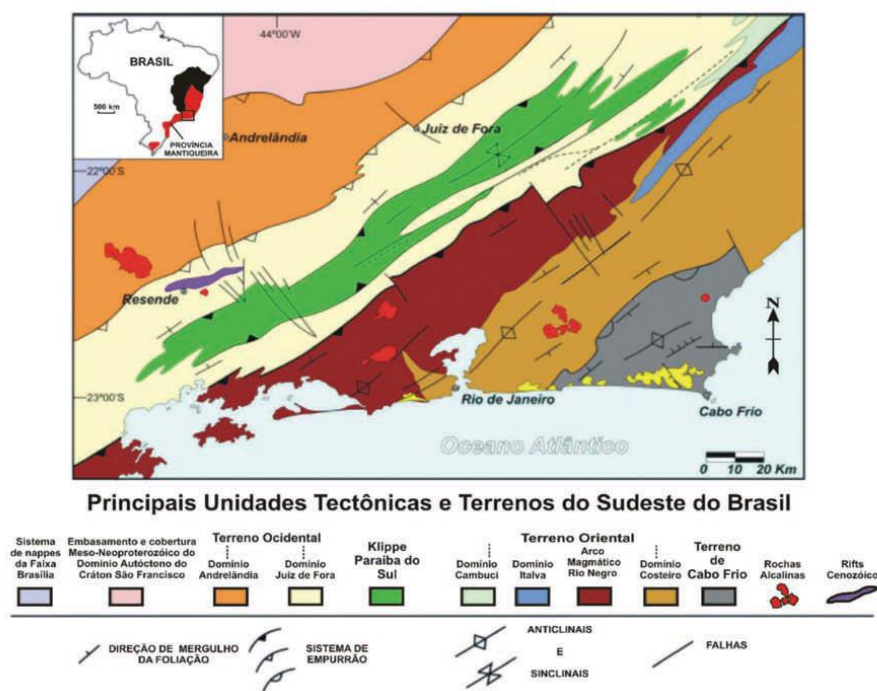 44°00'W
BRASIL
500 km
PROVÍNCIA
MANTIQUEIRA
Andrelândia
Juiz de Fora
22°00'S
Resende
N
23°00'S
Rio de Janeiro
Cabo Frio
Oceano Atlântico
0 10 20 Km
Principais Unidades Tectônicas e Terrenos do Sudeste do Brasil
Sistema
de nappes
da Faixa
Brasília
Embasamento e cobertura
Meso-Neoproterozóico do
Domínio Autóctono do
Cráton São Francisco
Terreno Ocidental
Domínio
Andrelândia
Domínio
Juiz de Fora
Klippe
Paraíba do
Sul
Terreno Oriental
Domínio
Cambuci
Domínio
Italva
Arco
Magmático
Rio Negro
Domínio
Costeiro
Terreno
de
Cabo Frio
Rochas
Alcalinas
Rifts
Cenozóico
DIREÇÃO DE MERGULHO
DA FOLIAÇÃO
SISTEMA DE
EMPURRÃO
ANTICLINAIS
E
SINCLINAIS
FALHAS